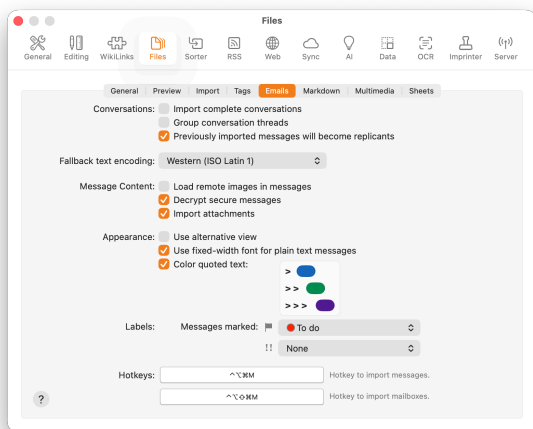 Files
General Editing WikiLinks Files Sorter RSS Web Sync AI Data OCR Imprinter Server
General Preview Import Tags Emails Markdown Multimedia Sheets
Conversations: Import complete conversations
Group conversation threads
Previously imported messages will become replicants
Fallback text encoding: Western (ISO Latin 1)
Message Content: Load remote images in messages
Decrypt secure messages
Import attachments
Appearance: Use alternative view
Use fixed-width font for plain text messages
Color quoted text:
>
>>
>>>
Labels: Messages marked: To do
!! None
Hotkeys: ^⌥⌘M Hotkey to import messages.
^⌥⇧⌘M Hotkey to import mailboxes.
?